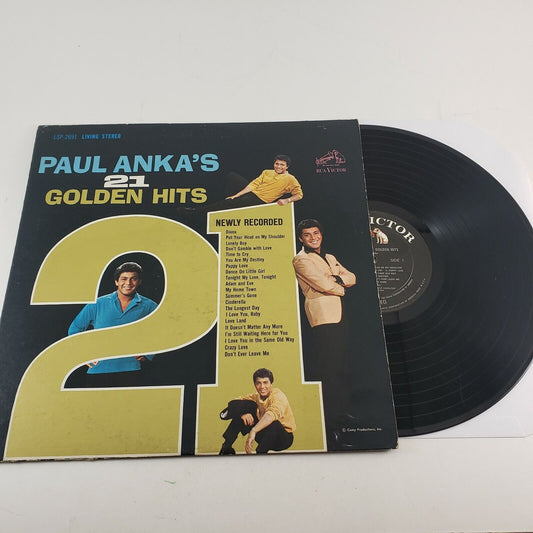 LSP-2691 LIVING STEREO
PAUL ANKA'S
21
GOLDEN HITS
RCA VICTOR
21
NEWLY RECORDED
Diana
Put Your Head on My Shoulder
Lonely Boy
Don't Gamble with Love
Time to Cry
You Are My Destiny
Puppy Love
Dance On Little Girl
Tonight My Love, Tonight
Adam and Eve
My Home Town
Summer's Gone
Cinderella
The Longest Day
I Love You, Baby
Love Land
It Doesn't Matter Any More
I'm Still Waiting Here for You
I Love You in the Same Old Way
Crazy Love
Don't Ever Leave Me
© Camy Productions, Inc.
VICTOR
GOLDEN HITS
SIDE 1